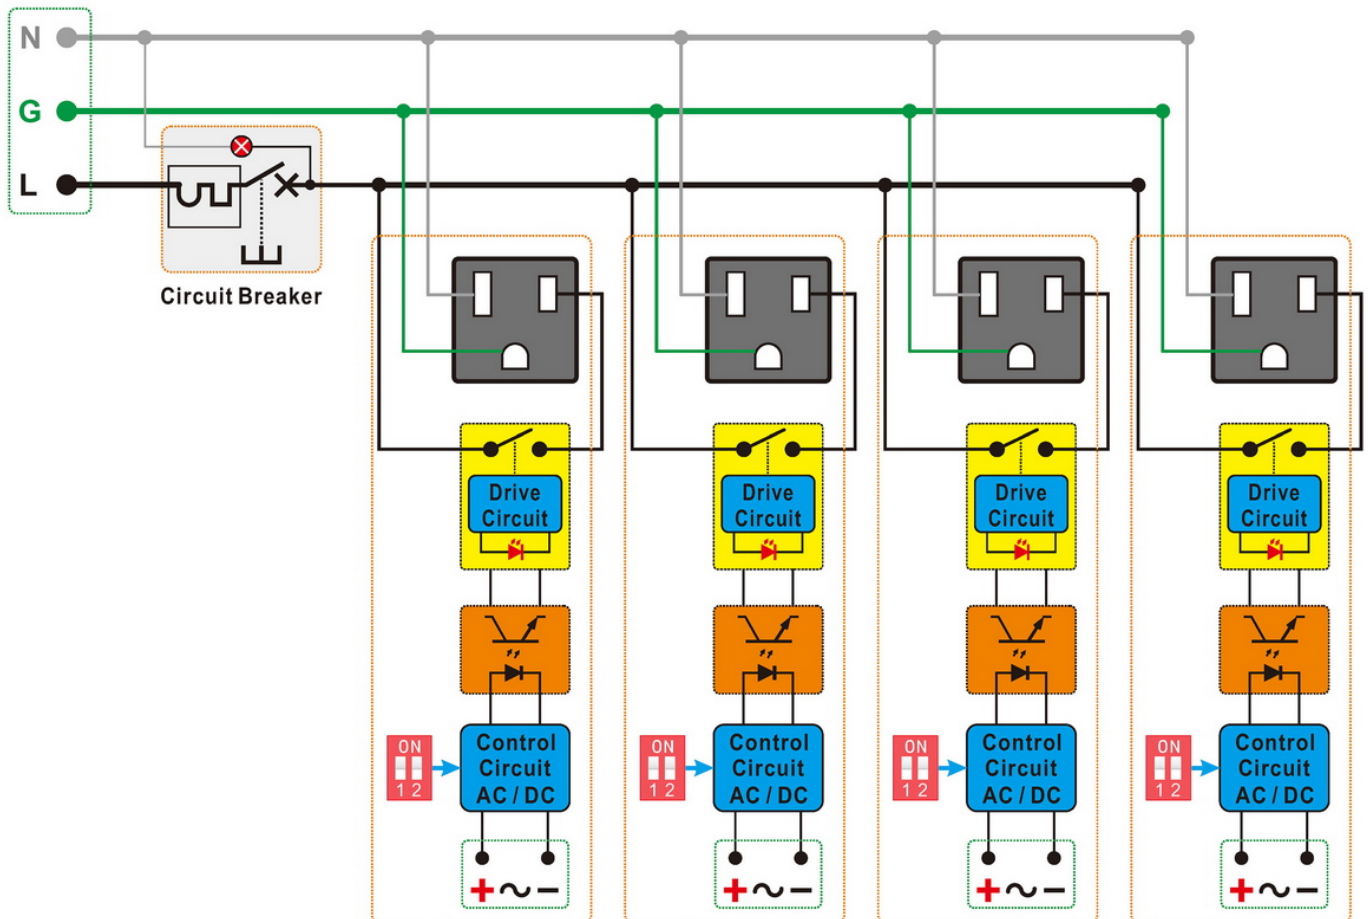 N
G
L
Circuit Breaker
Drive
Circuit
Drive
Circuit
Drive
Circuit
Drive
Circuit
ON
1 2
Control
Circuit
AC / DC
ON
1 2
Control
Circuit
AC / DC
ON
1 2
Control
Circuit
AC / DC
ON
1 2
Control
Circuit
AC / DC
+ ~ −
+ ~ −
+ ~ −
+ ~ −